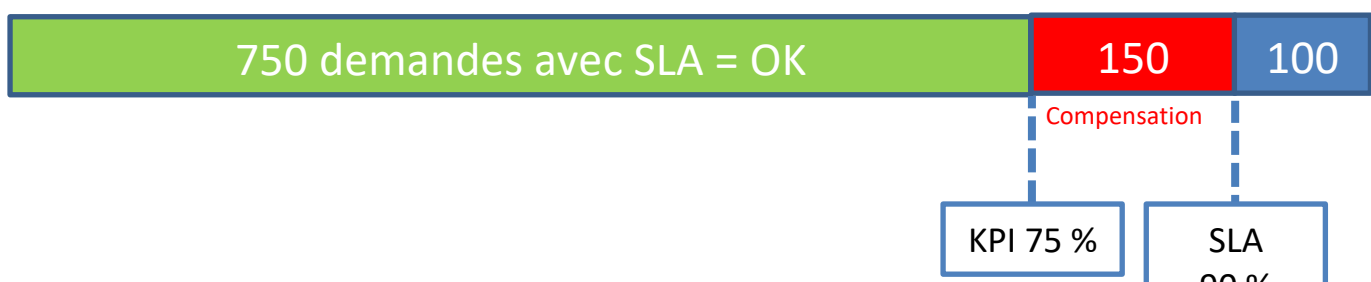 750 demandes avec SLA = OK
150
100
Compensation
KPI 75 %
SLA